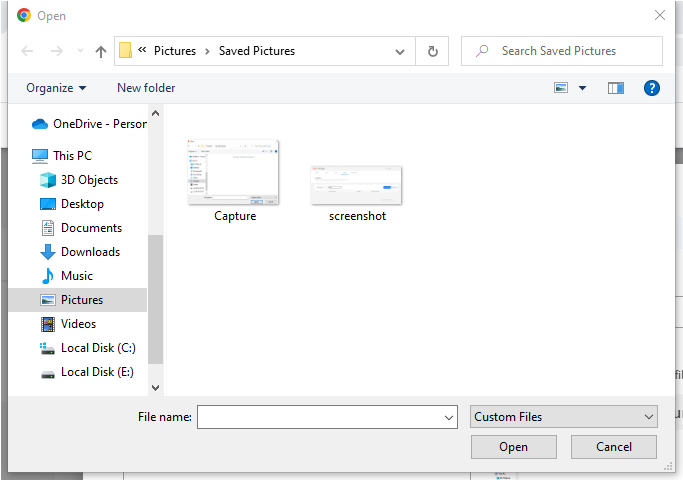 Open
« Pictures > Saved Pictures
Search Saved Pictures
Organize
New folder
OneDrive - Person
This PC
3D Objects
Desktop
Documents
Downloads
Music
Pictures
Videos
Local Disk (C:)
Local Disk (E:)
Capture
screenshot
File name:
Custom Files
Open
Cancel